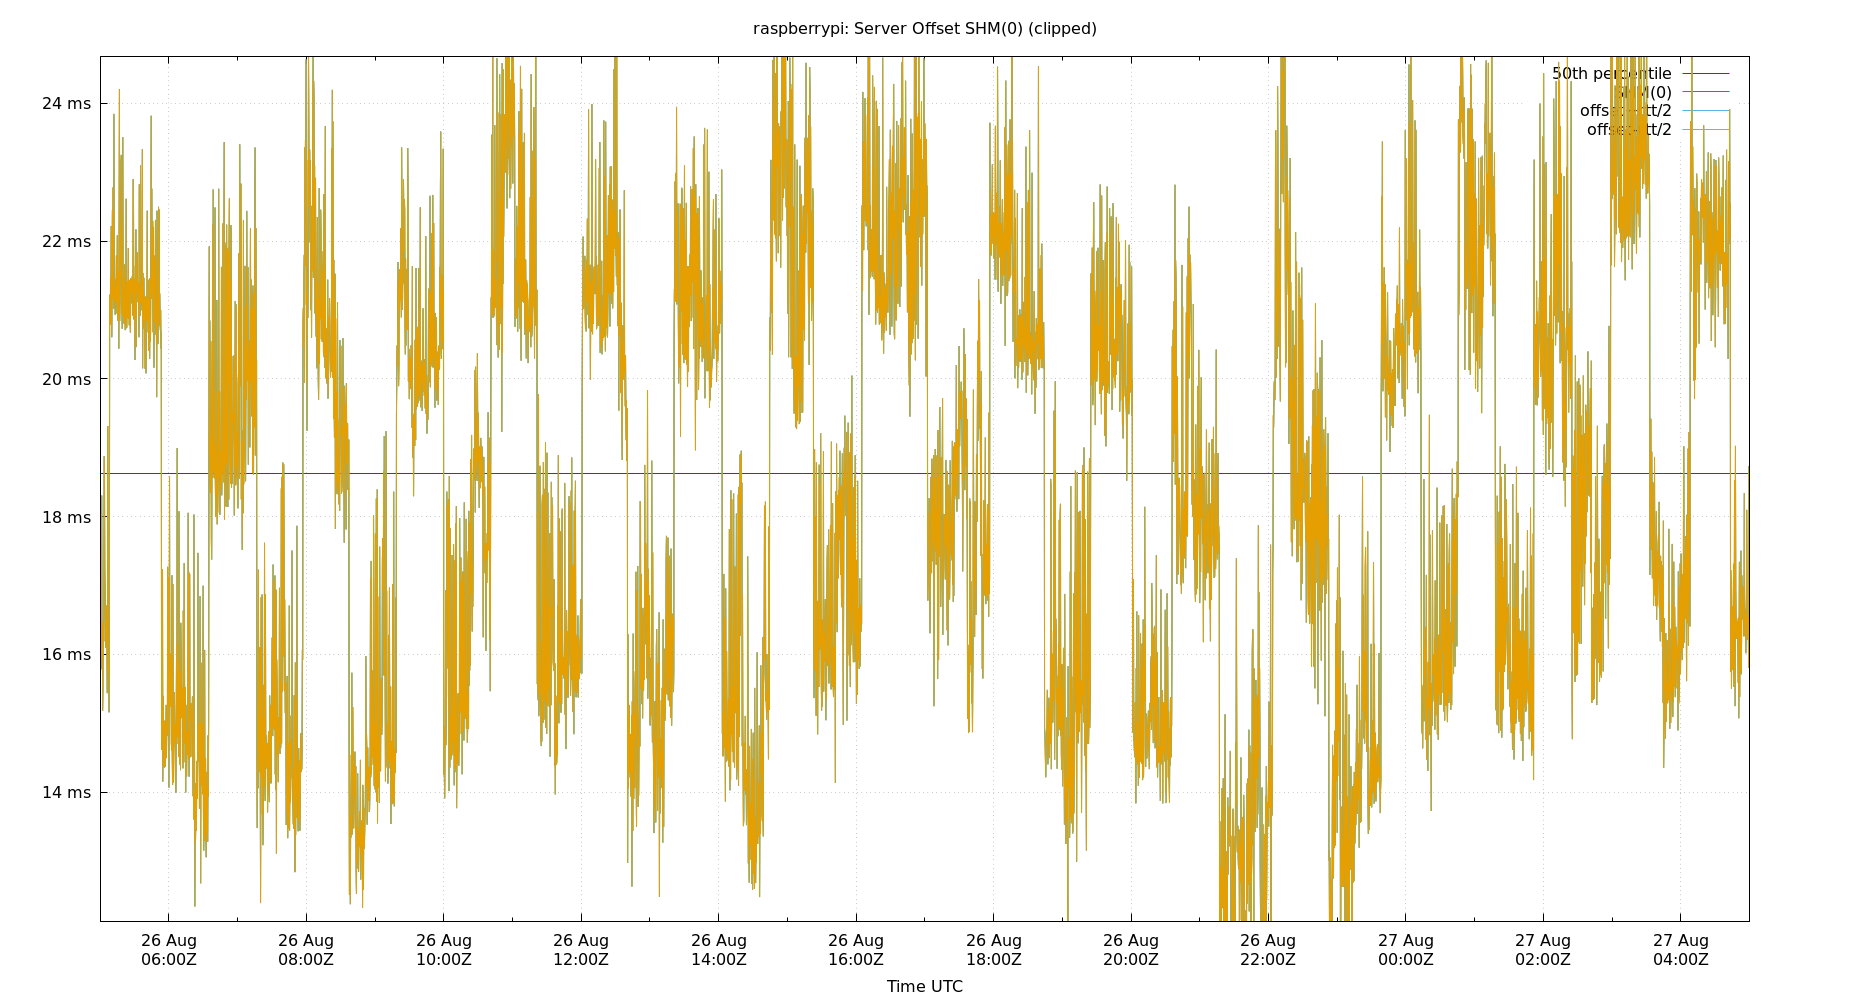 raspberrypi: Server Offset SHM(0) (clipped)
50th percentile
SHM(0)
24 ms
22 ms
20 ms
18 ms
16 ms
14 ms
26 Aug 06:00Z
26 Aug 08:00Z
26 Aug 10:00Z
26 Aug 12:00Z
26 Aug 14:00Z
26 Aug 16:00Z
26 Aug 18:00Z
26 Aug 20:00Z
26 Aug 22:00Z
27 Aug 00:00Z
27 Aug 02:00Z
27 Aug 04:00Z
Time UTC